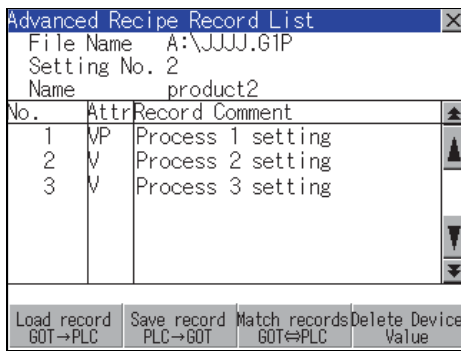 Advanced Recipe Record List
File Name A:\JJJJ.G1P
Setting No. 2
Name product2
No. Attr Record Comment
1 VP Process 1 setting
2 V Process 2 setting
3 V Process 3 setting
Load record Save record Match records Delete Device
GOT→PLC PLC→GOT GOT⇔PLC Value